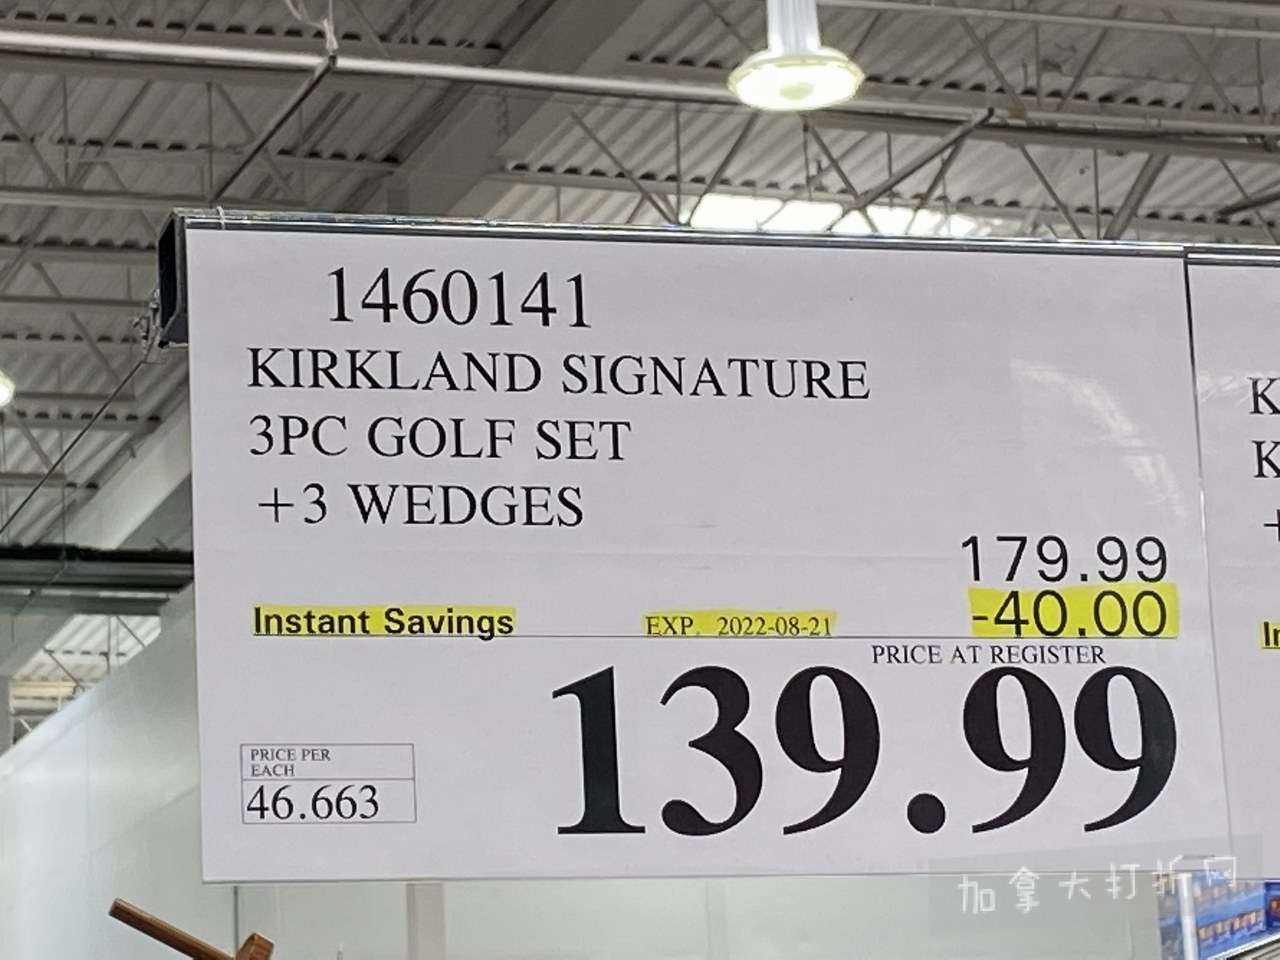 1460141
KIRKLAND SIGNATURE
3PC GOLF SET
+3 WEDGES
179.99
Instant Savings EXP. 2022-08-21 -40.00
PRICE AT REGISTER
139.99
PRICE PER
EACH
46.663
加拿大打折网
K
K
+